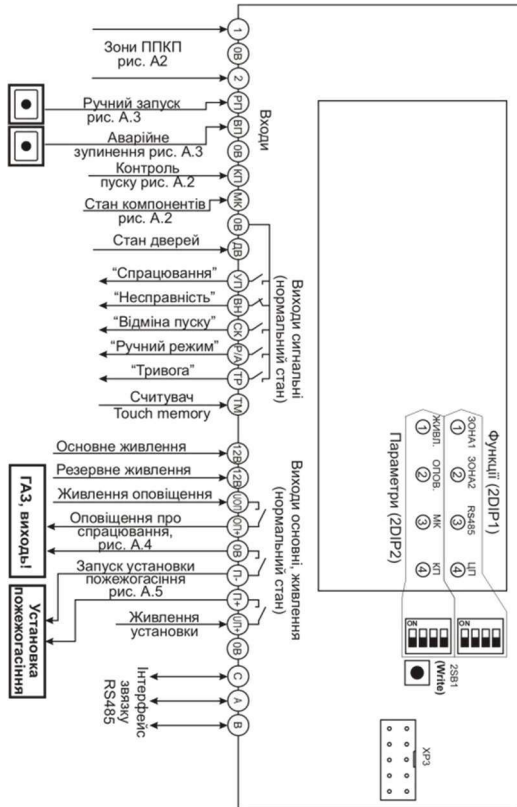 Зони ППКП
рис. А2
Ручний запуск
рис. А.3
Аварійне
зупинення рис. А.3
Контроль
пуску рис. А.2
Стан компонентів
рис. А.2
Стан дверей
“Спрацювання”
“Несправність”
“Відміна пуску”
“Ручний режим”
“Тривога”
Считувач
Touch memory
Основне живлення
Резервне живлення
Живлення оповіщення
Оповіщення про
спрацювання,
рис. А.4
Запуск установки
пожежогасіння
рис. А.5
Живлення
установки
Інтерфейс
звязку
RS485
ГАЗ, виходь!
Установка
пожежогасіння
1
0В
2
РП
ВП
0В
КП
МК
0В
ДВ
УП
ВН
СК
Р/А
ТР
ТМ
12В
12В
UОП
ОП+
0В
П-
П+
UП+
0В
С
А
В
Входи
Виходи сигнальні
(нормальний стан)
Виходи основні, живлення
(нормальний стан)
Функції (2DIP1)
ЗОНА1
ЗОНА2
RS485
ЦП
1
2
3
4
ЖИВЛ.
ОПОВ.
МК
КП
1
2
3
4
Параметри (2DIP2)
ON
ON
2SB1
(Write)
XP3